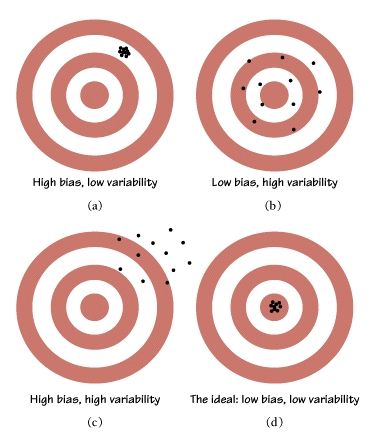 High bias, low variability
(a)
Low bias, high variability
(b)
High bias, high variability
(c)
The ideal: low bias, low variability
(d)